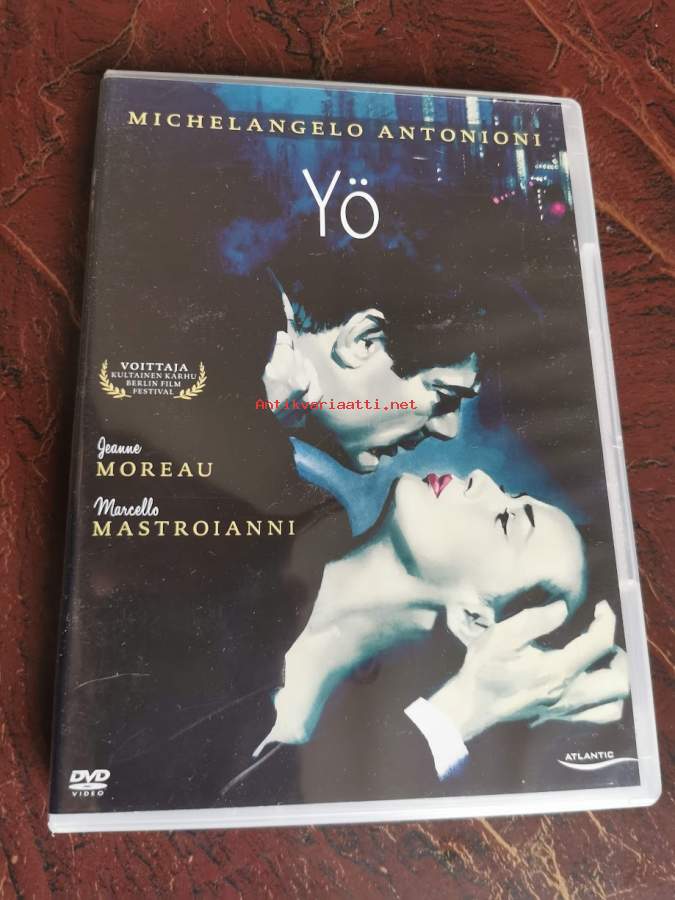 MICHELANGELO ANTONIONI
Yö
VOITTAJA
KULTAINEN KARHU
BERLIN FILM
FESTIVAL
Antikvariaatti.net
Jeanne
MOREAU
Marcello
MASTROIANNI
ATLANTIC
DVD
VIDEO